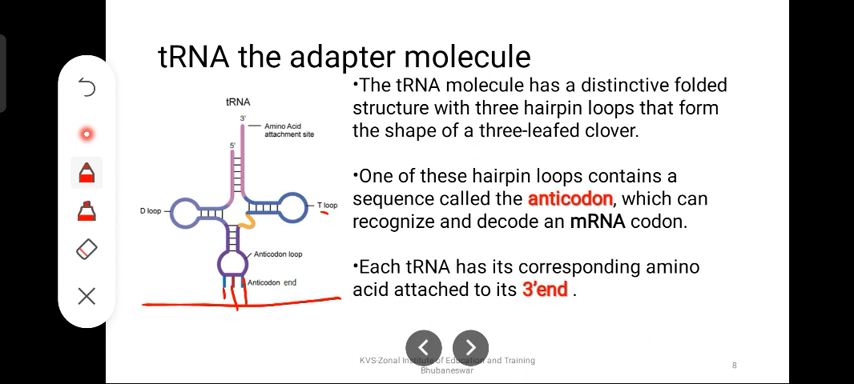 tRNA the adapter molecule
tRNA
3'
Amino Acid
attachment site
5'
D loop
T loop
Anticodon loop
Anticodon end
•The tRNA molecule has a distinctive folded
structure with three hairpin loops that form
the shape of a three-leafed clover.
•One of these hairpin loops contains a
sequence called the anticodon, which can
recognize and decode an mRNA codon.
•Each tRNA has its corresponding amino
acid attached to its 3'end .
KVS-Zonal Institute of Education and Training
Bhubaneswar
8